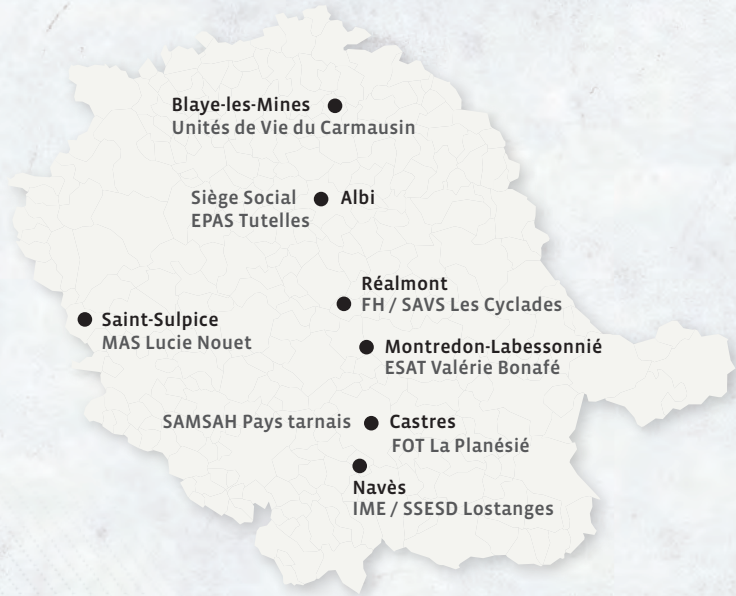 Blaye-les-Mines
Unités de Vie du Carmausin
Siège Social
EPAS Tutelles
Albi
Réalmont
FH / SAVS Les Cyclades
Saint-Sulpice
MAS Lucie Nouet
Montredon-Labessonnié
ESAT Valérie Bonafé
SAMSAH Pays tarnais
Castres
FOT La Planésié
Navès
IME / SSESD Lostanges